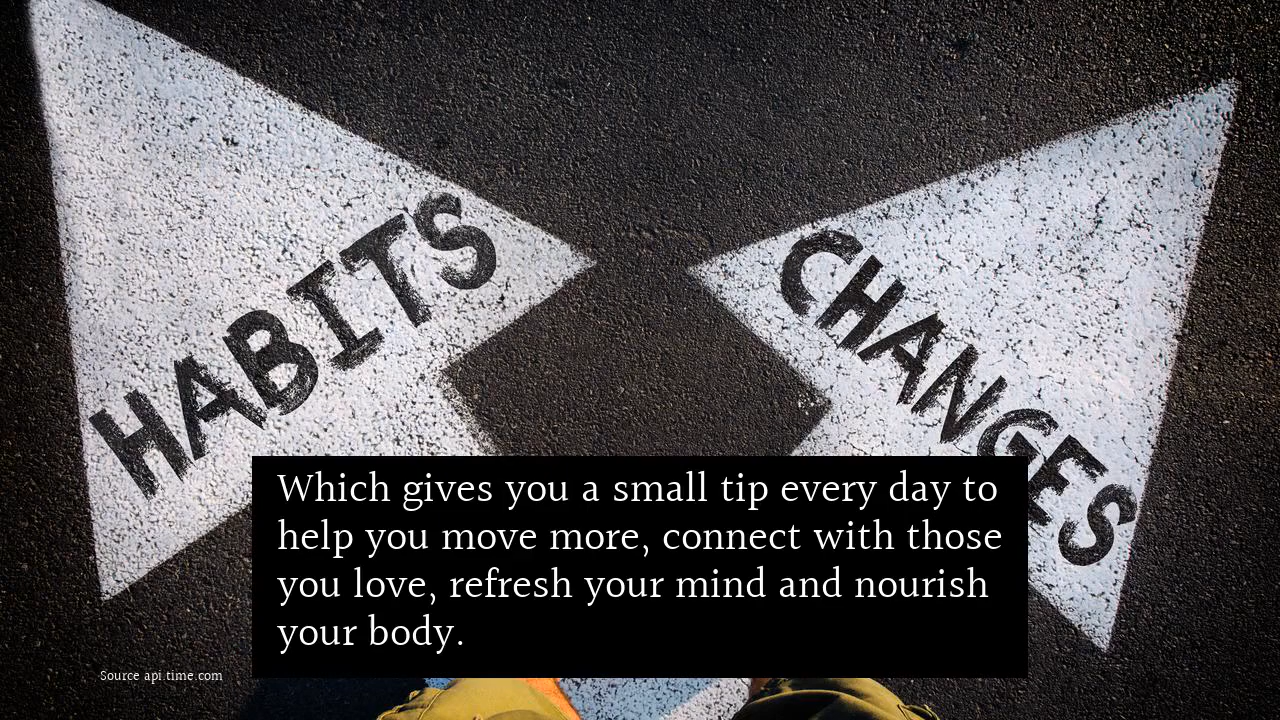 HABITS
CHANGES
Which gives you a small tip every day to
help you move more, connect with those
you love, refresh your mind and nourish
your body.
Source api.time.com